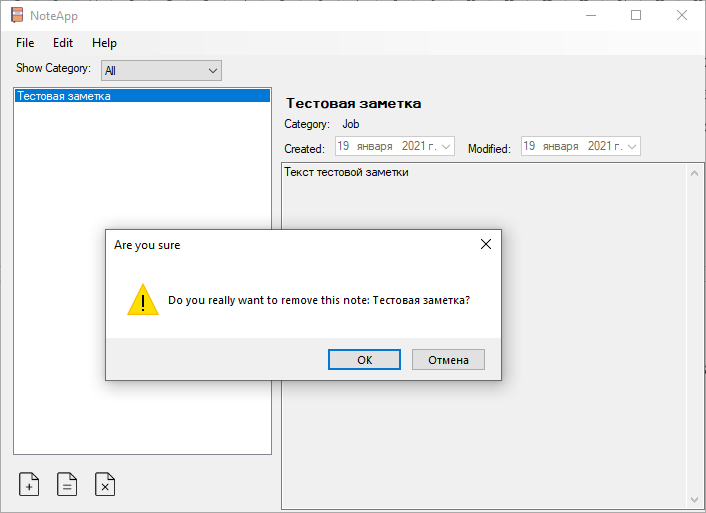 NoteApp
File Edit Help
Show Category: All
Тестовая заметка
Тестовая заметка
Category: Job
Created: 19 января 2021 г. Modified: 19 января 2021 г.
Текст тестовой заметки
Are you sure
Do you really want to remove this note: Тестовая заметка?
OK Отмена